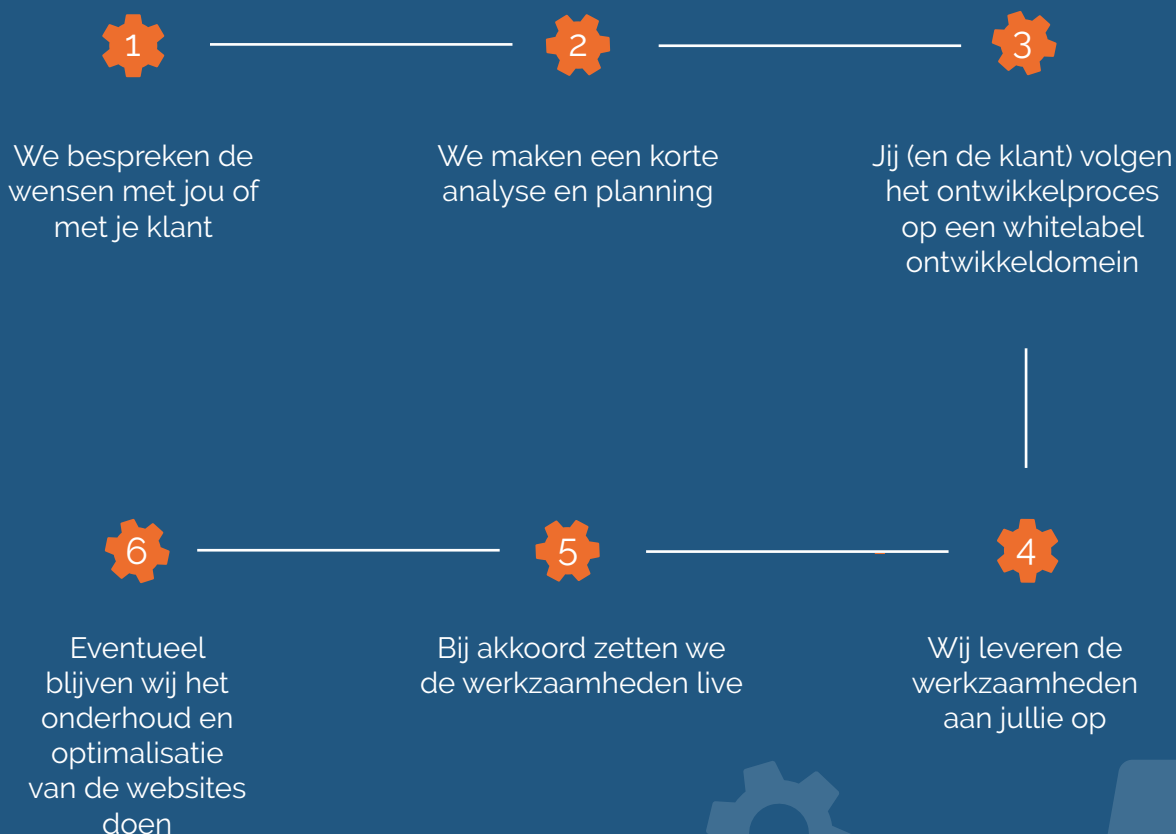 1
We bespreken de
wensen met jou of
met je klant
2
We maken een korte
analyse en planning
3
Jij (en de klant) volgen
het ontwikkelproces
op een whitelabel
ontwikkeldomein
4
Wij leveren de
werkzaamheden
aan jullie op
5
Bij akkoord zetten we
de werkzaamheden live
6
Eventueel
blijven wij het
onderhoud en
optimalisatie
van de websites
doen